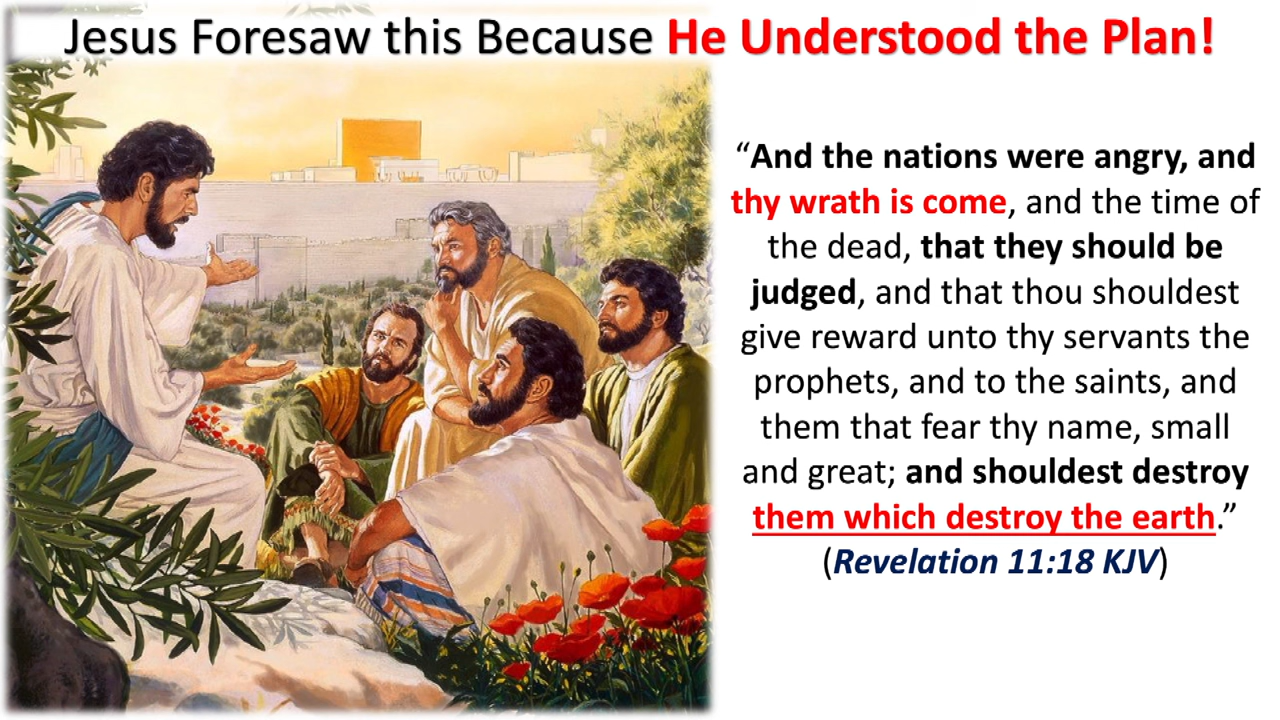 Jesus Foresaw this Because He Understood the Plan!
“And the nations were angry, and
thy wrath is come, and the time of
the dead, that they should be
judged, and that thou shouldest
give reward unto thy servants the
prophets, and to the saints, and
them that fear thy name, small
and great; and shouldest destroy
them which destroy the earth.”
(Revelation 11:18 KJV)